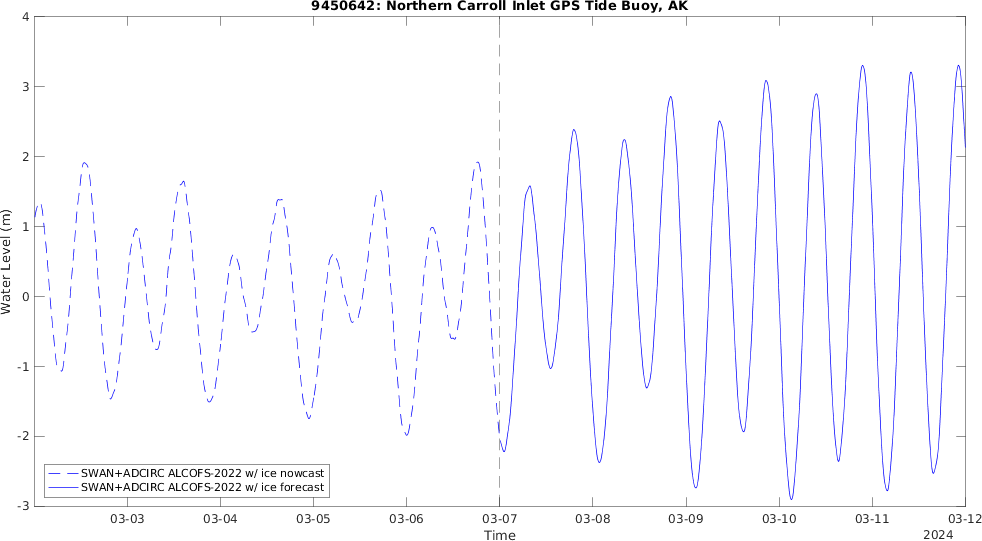 9450642: Northern Carroll Inlet GPS Tide Buoy, AK
4
3
2
1
0
-1
-2
-3
Water Level (m)
SWAN+ADCIRC ALCOFS-2022 w/ ice nowcast
SWAN+ADCIRC ALCOFS-2022 w/ ice forecast
03-03 03-04 03-05 03-06 03-07 03-08 03-09 03-10 03-11 03-12
Time
2024